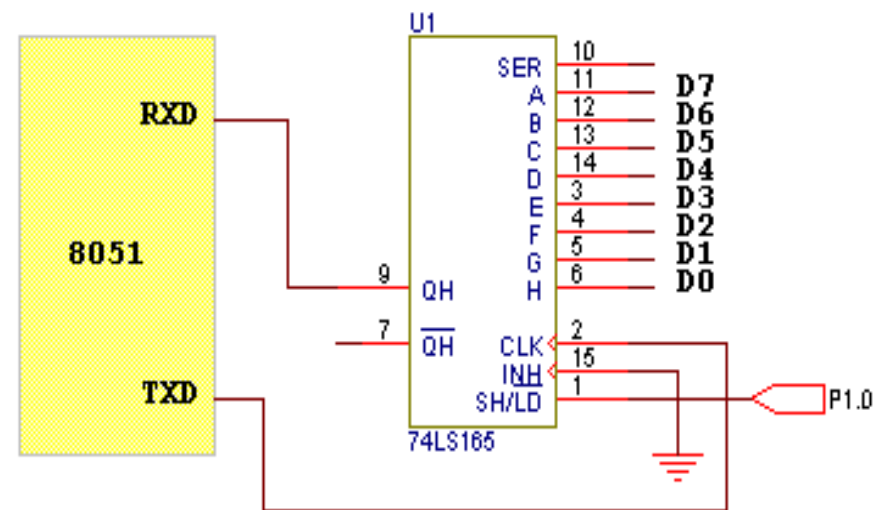 U1
SER 10
A 11 D7
RXD B 12 D6
C 13 D5
D 14 D4
E 3 D3
F 4 D2
8051 G 5 D1
9 QH H 6 D0
7 QH CLK 2
INH 15
TXD SH/LD 1 P1.0
74LS165